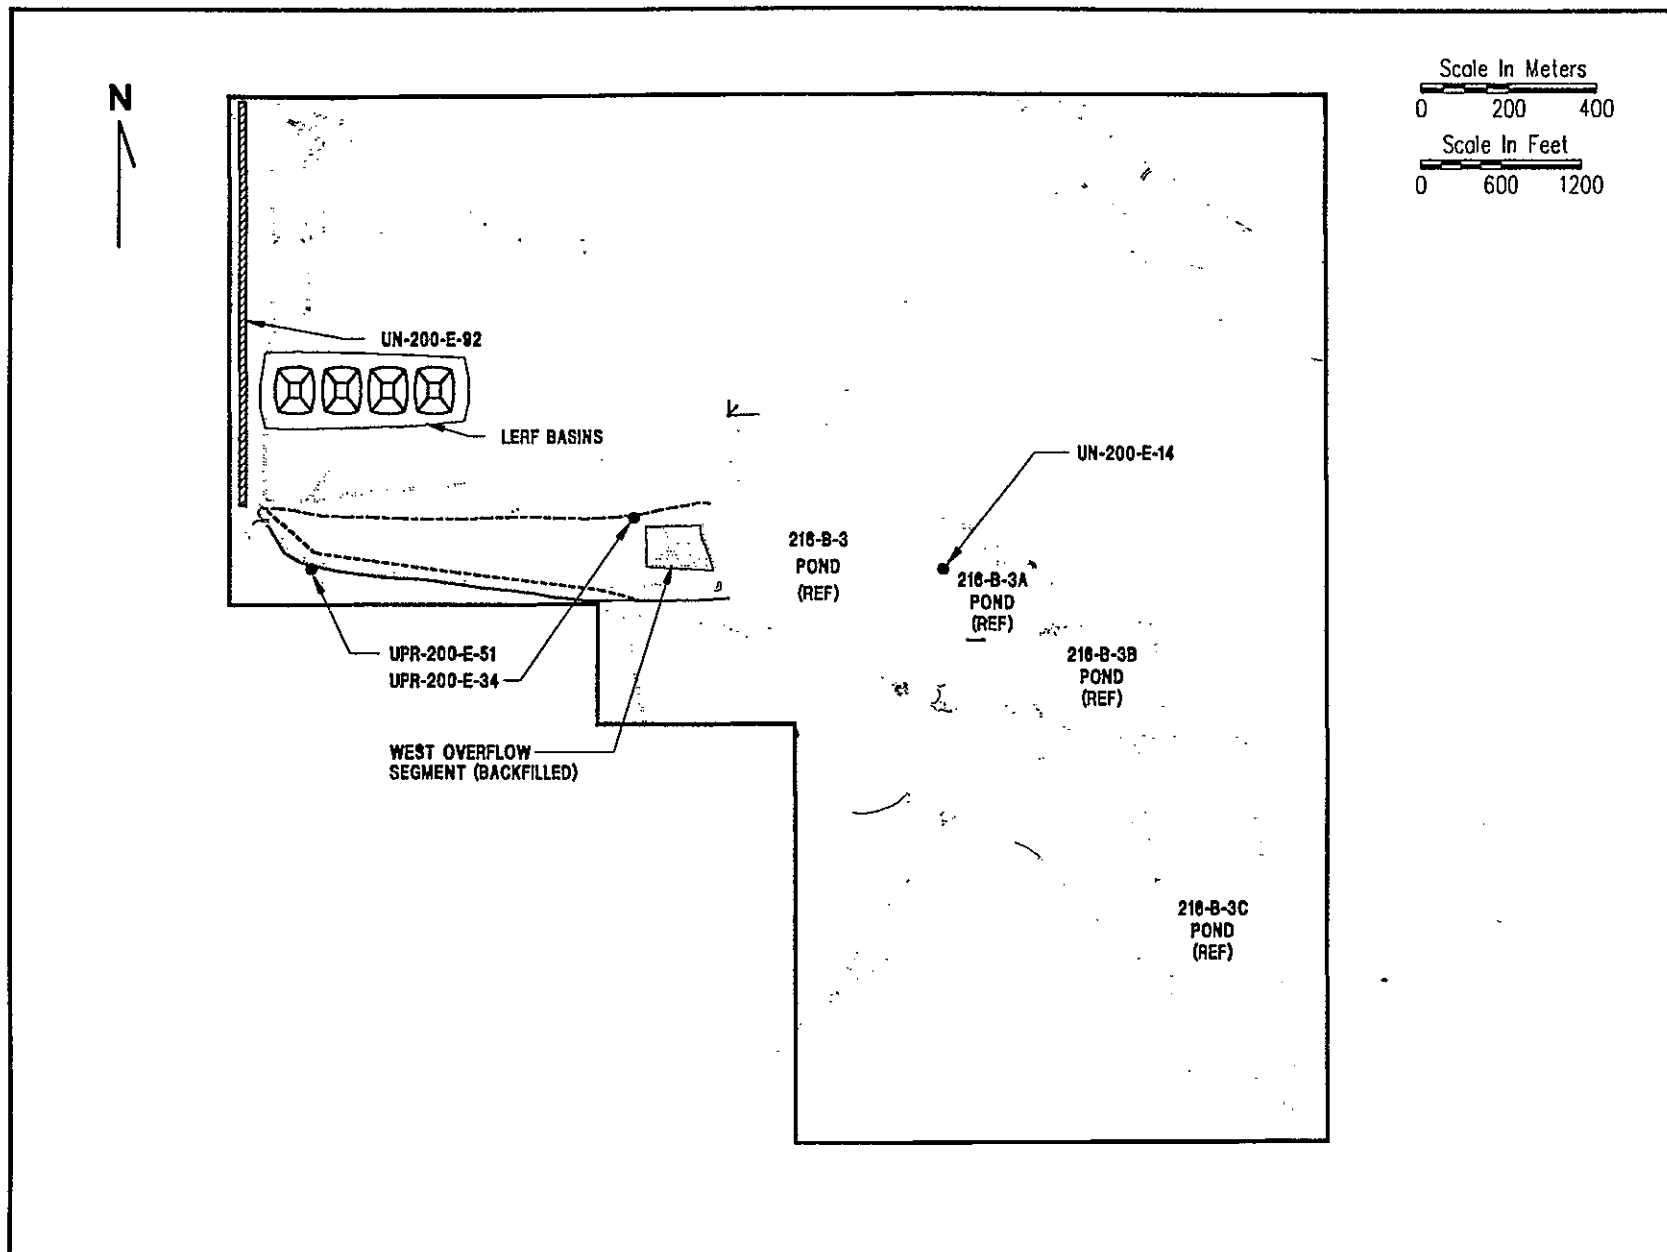 N
Scale In Meters
0 200 400
Scale In Feet
0 600 1200
UN-200-E-92
LERF BASINS
UN-200-E-14
216-B-3
POND
(REF)
216-B-3A
POND
(REF)
216-B-3B
POND
(REF)
UPR-200-E-51
UPR-200-E-34
WEST OVERFLOW
SEGMENT (BACKFILLED)
216-B-3C
POND
(REF)